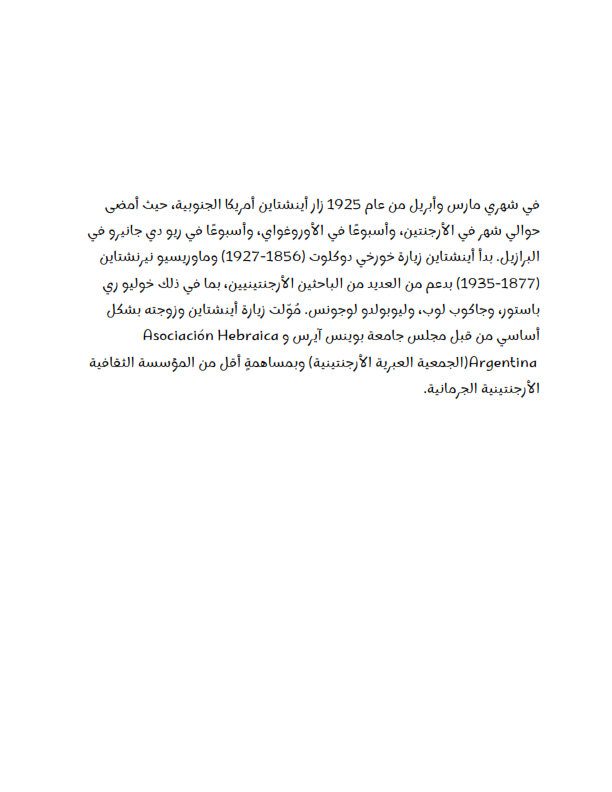 في شهري مارس وأبريل من عام 1925 زار أينشتاين أمريكا الجنوبية، حيث أمضى
حوالي شهر في الأرجنتين، وأسبوعًا في الأوروغواي، وأسبوعًا في ريو دي جانيرو في
البرازيل. بدأ أينشتاين زيارة خورخي دوكلوت (1856-1927) وماوريسيو نيرنشتاين
(1877-1935) بدعم من العديد من الباحثين الأرجنتينيين، بما في ذلك خوليو ري
باستور، وجاكوب لوب، وليوبولدو لوجونس. مُوّلت زيارة أينشتاين وزوجته بشكل
أساسي من قبل مجلس جامعة بوينس آيرس و Asociación Hebraica
Argentina(الجمعية العبرية الأرجنتينية) وبمساهمةٍ أقل من المؤسسة الثقافية
الأرجنتينية الجرمانية.